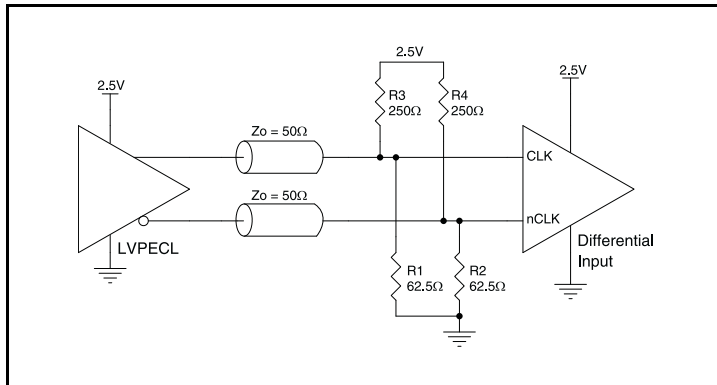 2.5V
2.5V
2.5V
R3
250Ω
R4
250Ω
Zo = 50Ω
CLK
Zo = 50Ω
nCLK
LVPECL
Differential
Input
R1
62.5Ω
R2
62.5Ω